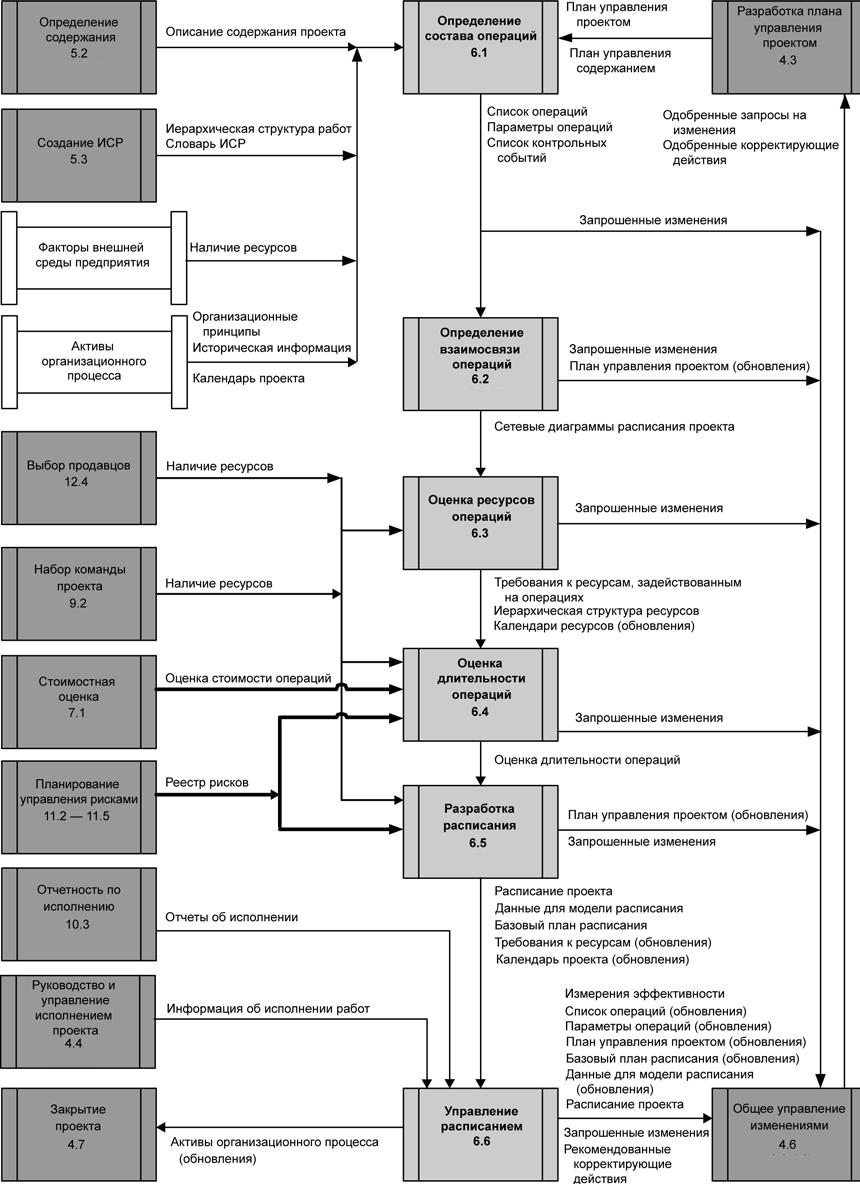 Определение
содержания
5.2
Описание содержания проекта
Определение
состава операций
6.1
План управления
проектом
План управления
содержанием
Разработка плана
управления
проектом
4.3
Создание ИСР
5.3
Иерархическая структура работ
Словарь ИСР
Список операций
Параметры операций
Список контрольных
событий
Одобренные запросы на
изменения
Одобренные корректирующие
действия
Факторы внешней
среды предприятия
Наличие ресурсов
Запрошенные изменения
Активы
организационного
процесса
Организационные
принципы
Историческая информация
Календарь проекта
Определение
взаимосвязи
операций
6.2
Запрошенные изменения
План управления проектом (обновления)
Сетевые диаграммы расписания проекта
Выбор продавцов
12.4
Наличие ресурсов
Оценка ресурсов
операций
6.3
Запрошенные изменения
Набор команды
проекта
9.2
Наличие ресурсов
Требования к ресурсам, задействованным
на операциях
Иерархическая структура ресурсов
Календари ресурсов (обновления)
Стоимостная
оценка
7.1
Оценка стоимости операций
Оценка
длительности
операций
6.4
Запрошенные изменения
Оценка длительности операций
Планирование
управления рисками
11.2 — 11.5
Реестр рисков
Разработка
расписания
6.5
План управления проектом (обновления)
Запрошенные изменения
Отчетность по
исполнению
10.3
Отчеты об исполнении
Расписание проекта
Данные для модели расписания
Базовый план расписания
Требования к ресурсам (обновления)
Календарь проекта (обновления)
Руководство и
управление
исполнением
проекта
4.4
Информация об исполнении работ
Измерения эффективности
Список операций (обновления)
Параметры операций (обновления)
План управления проектом (обновления)
Базовый план расписания (обновления)
Данные для модели расписания
(обновления)
Расписание проекта
Запрошенные изменения
Рекомендованные
корректирующие
действия
Закрытие
проекта
4.7
Активы организационного процесса
(обновления)
Управление
расписанием
6.6
Общее управление
изменениями
4.6